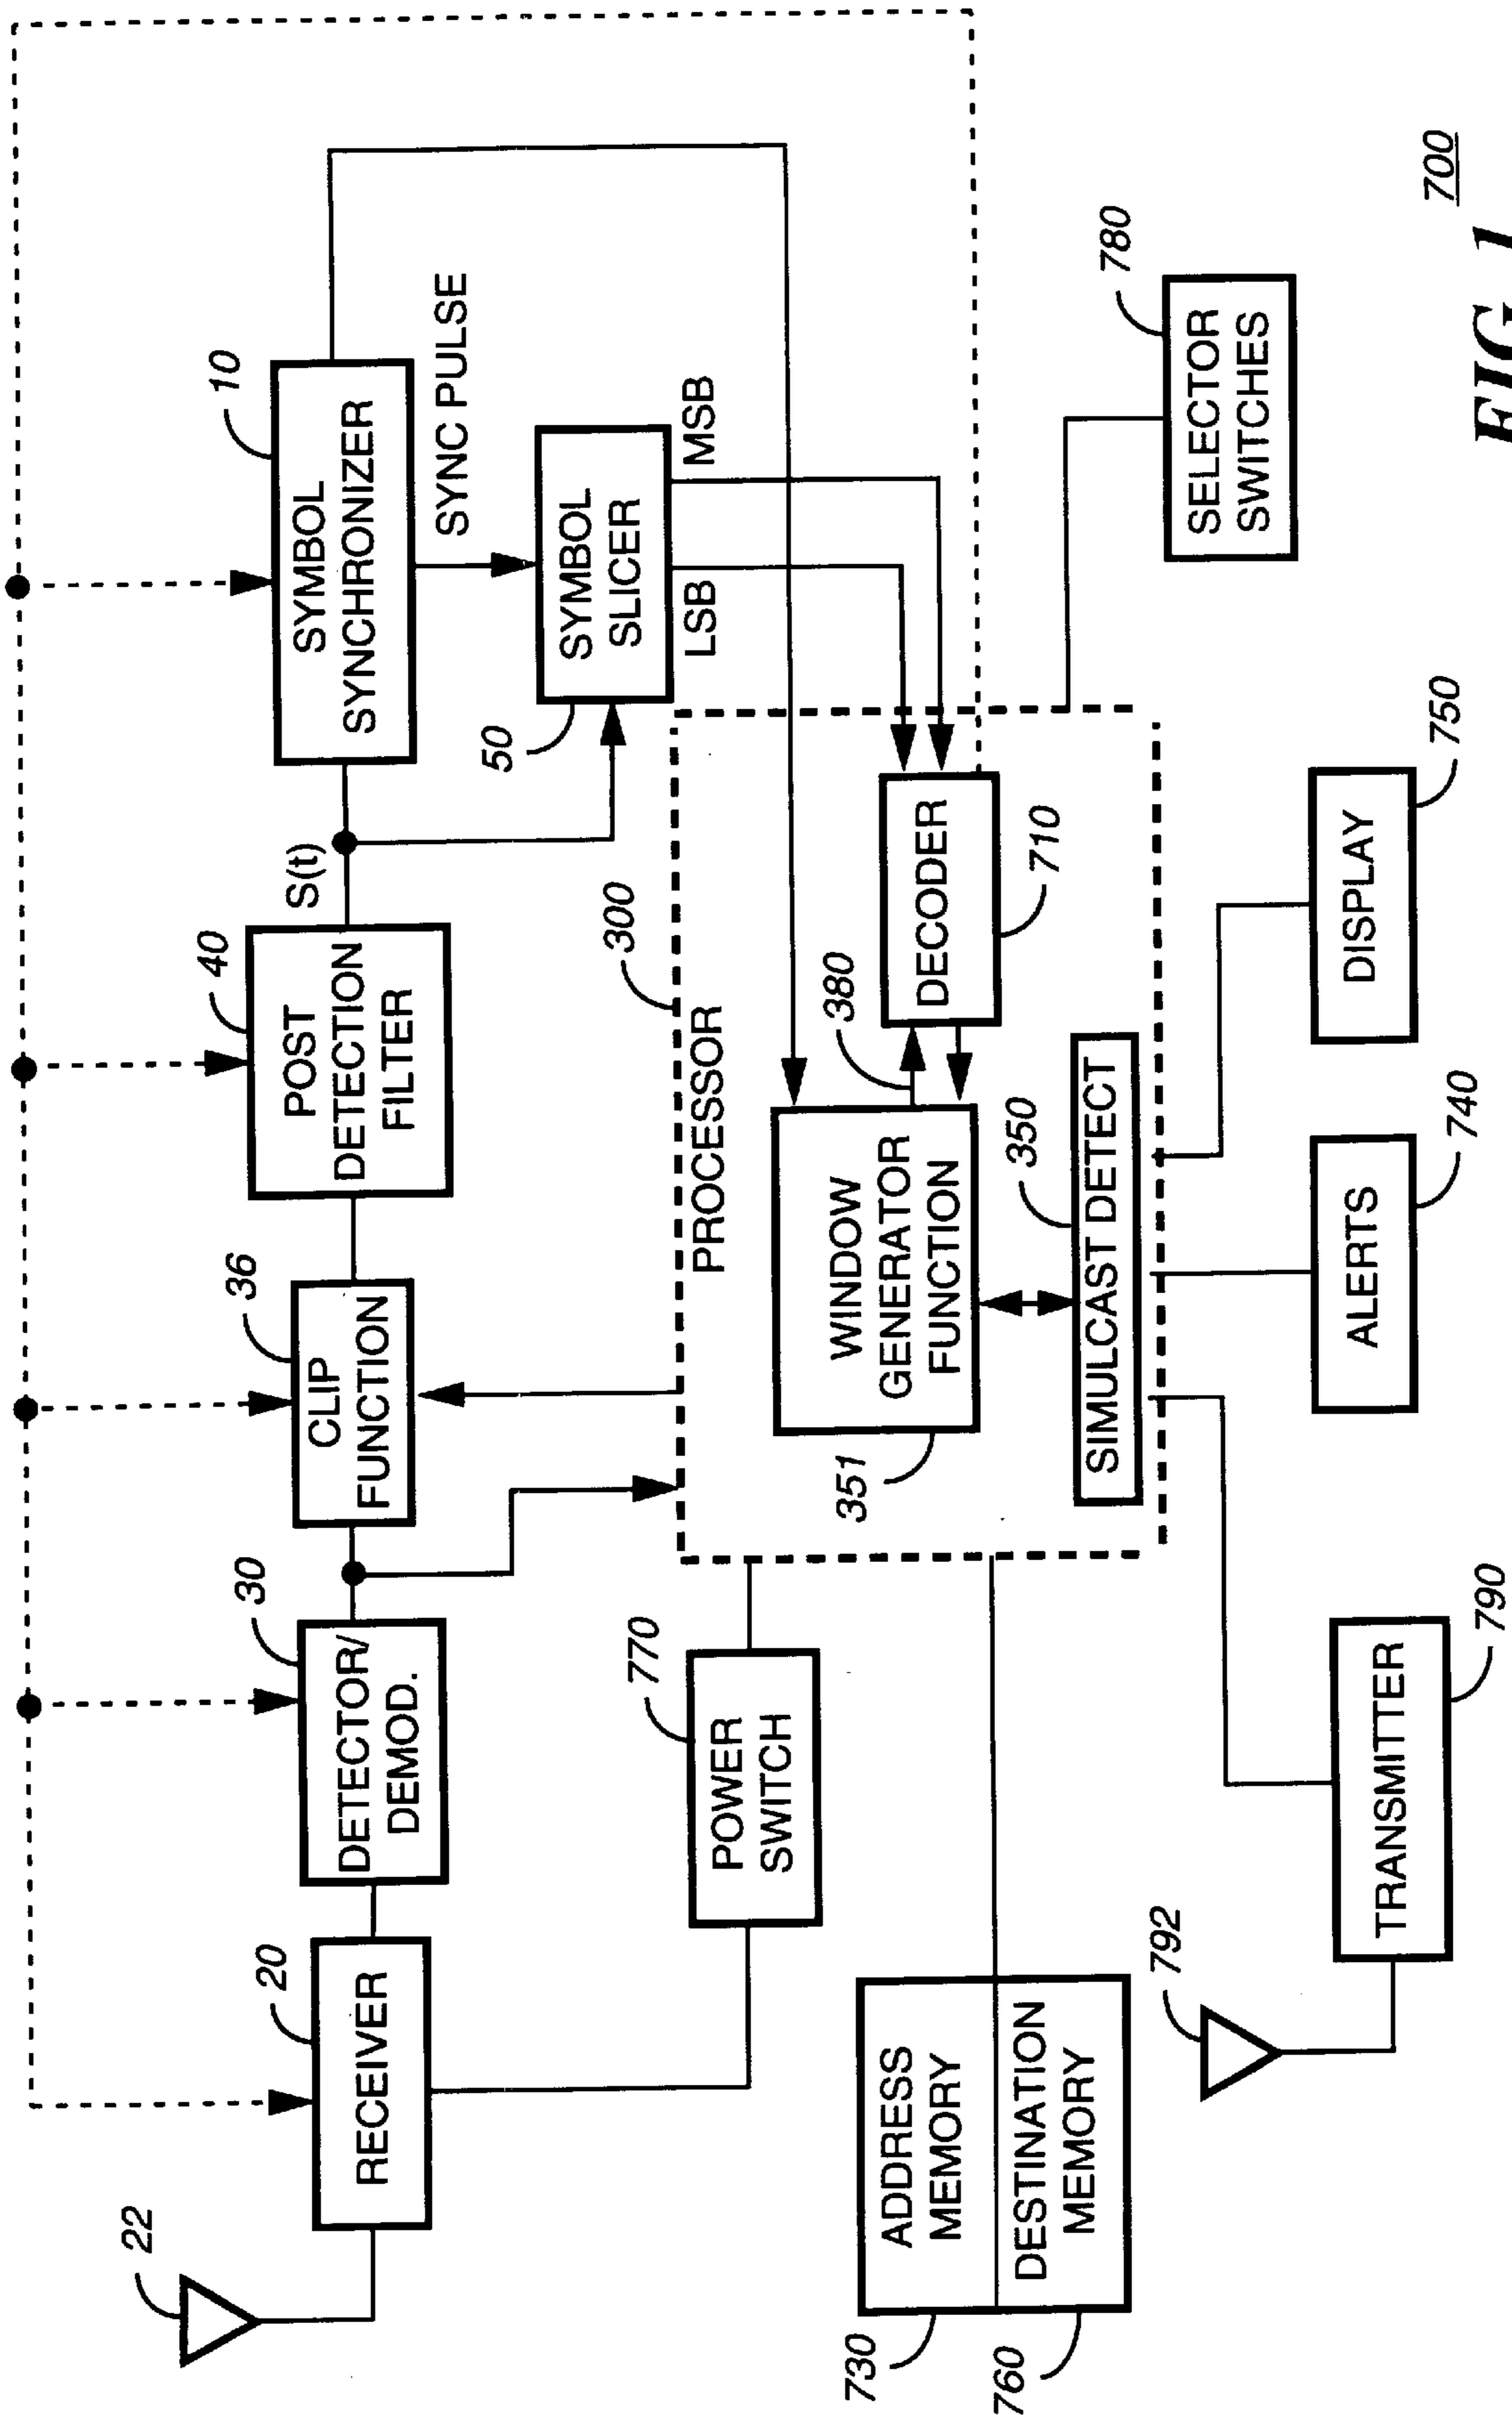 22
20
RECEIVER
30
DETECTOR/
DEMOD.
36
CLIP
FUNCTION
40
POST
DETECTION
FILTER
S(t)
10
SYMBOL
SYNCHRONIZER
SYNC PULSE
50
SYMBOL
SLICER
LSB
MSB
770
POWER
SWITCH
300
PROCESSOR
351
WINDOW
GENERATOR
FUNCTION
380
DECODER
710
350
SIMULCAST DETECT
730
ADDRESS
MEMORY
760
DESTINATION
MEMORY
792
TRANSMITTER
790
ALERTS
740
DISPLAY
750
780
SELECTOR
SWITCHES
700
FIG. 1